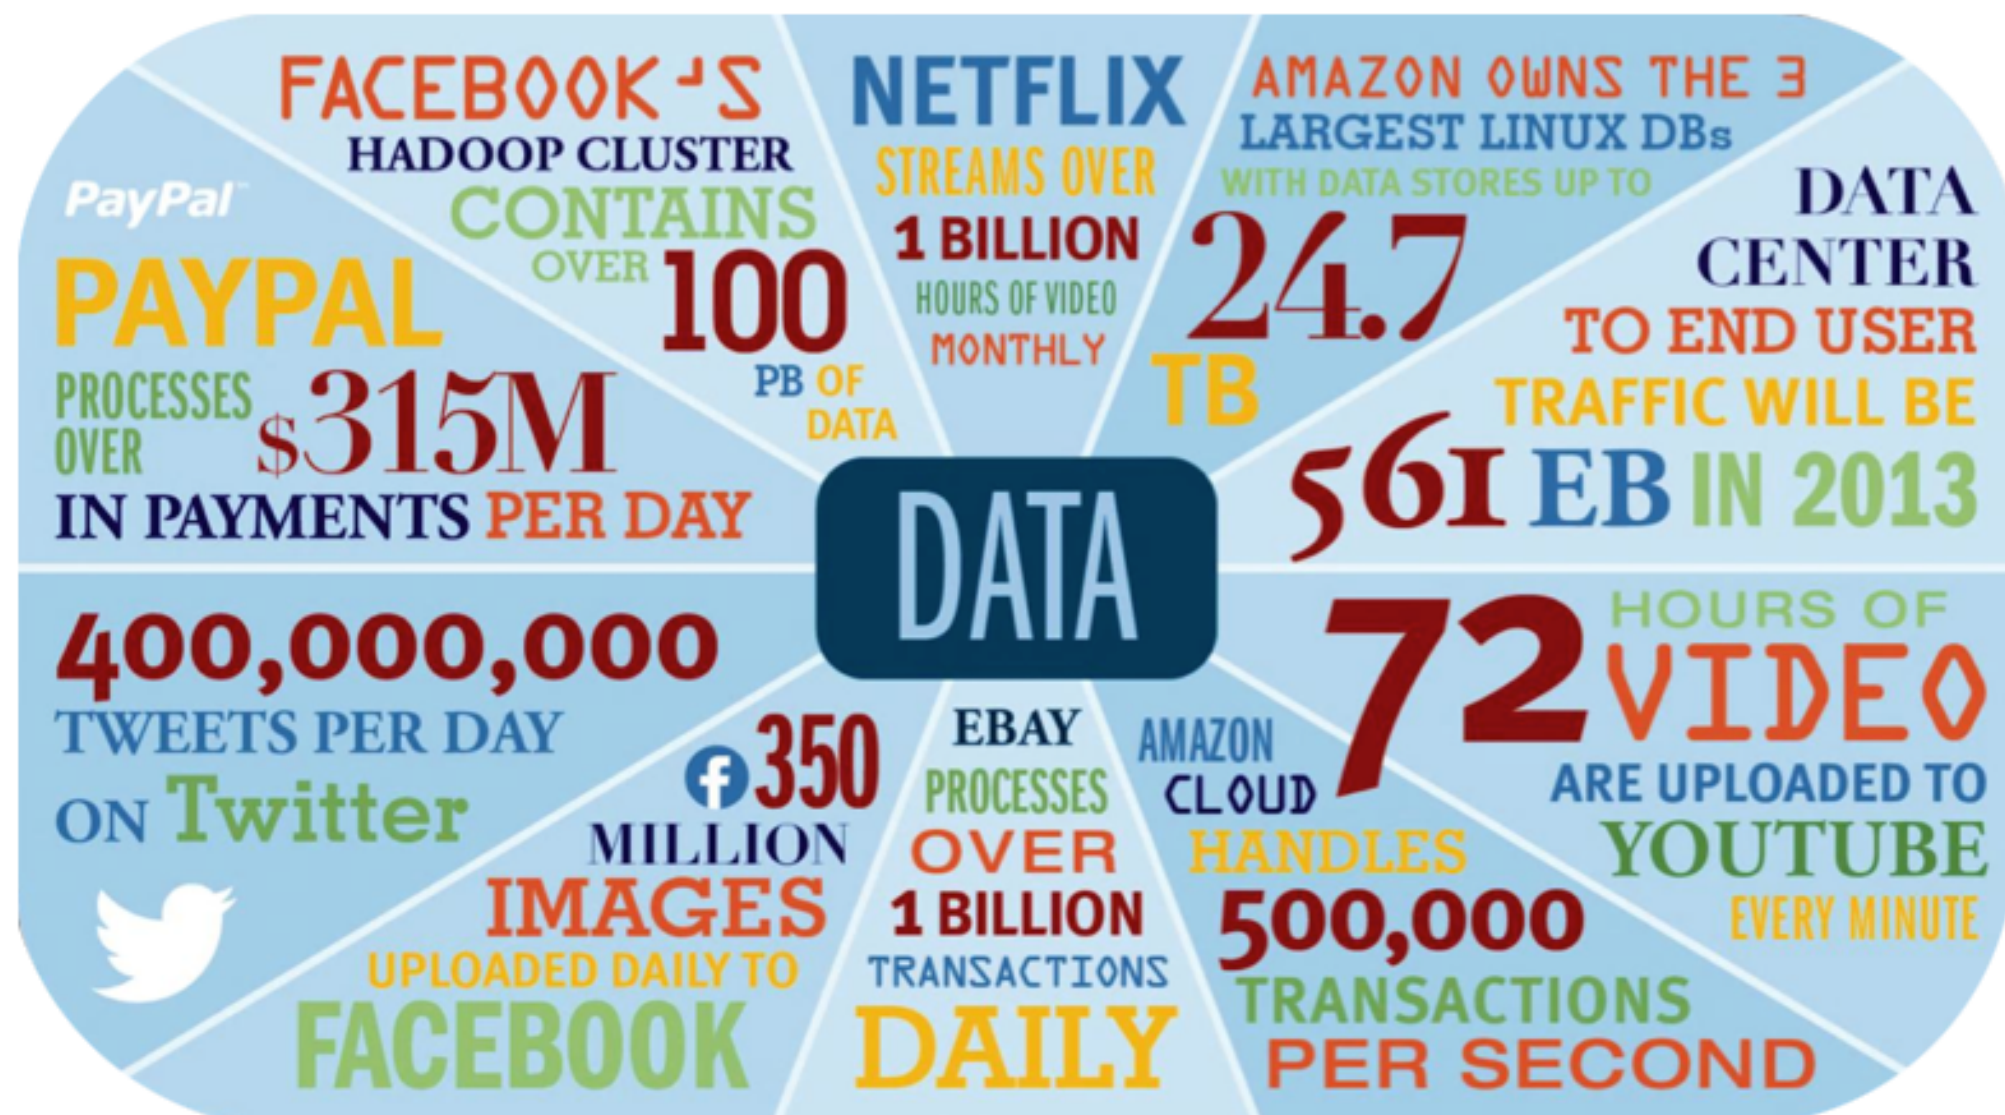 FACEBOOK'S
HADOOP CLUSTER
CONTAINS
OVER 100
PB OF
DATA
NETFLIX
STREAMS OVER
1 BILLION
HOURS OF VIDEO
MONTHLY
AMAZON OWNS THE 3
LARGEST LINUX DBs
WITH DATA STORES UP TO
24.7
TB
DATA
CENTER
TO END USER
TRAFFIC WILL BE
561 EB IN 2013
PayPal™
PAYPAL
PROCESSES
OVER $315M
IN PAYMENTS PER DAY
DATA
400,000,000
TWEETS PER DAY
ON Twitter
f 350
MILLION
IMAGES
UPLOADED DAILY TO
FACEBOOK
EBAY
PROCESSES
OVER
1 BILLION
TRANSACTIONS
DAILY
AMAZON
CLOUD
HANDLES
500,000
TRANSACTIONS
PER SECOND
72 HOURS OF
VIDEO
ARE UPLOADED TO
YOUTUBE
EVERY MINUTE